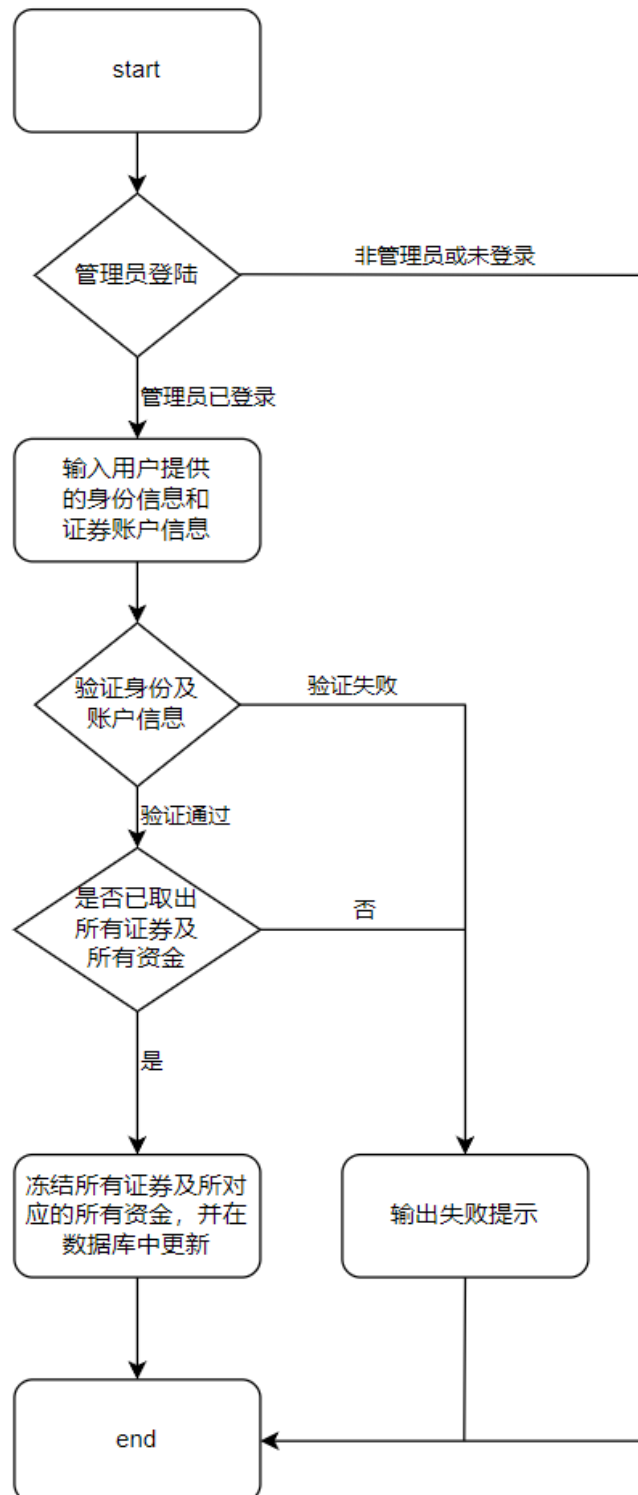 start
管理员登陆
非管理员或未登录
管理员已登录
输入用户提供
的身份信息和
证券账户信息
验证身份及
账户信息
验证失败
验证通过
是否已取出
所有证券及
所有资金
否
是
冻结所有证券及所对
应的所有资金，并在
数据库中更新
输出失败提示
end